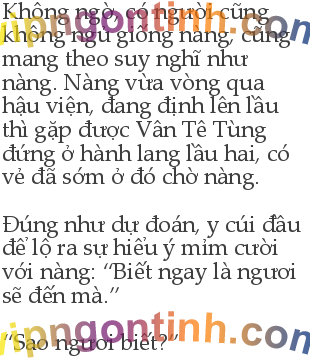 Không ngờ, có người cũng
không ngủ giống nàng, cũng
mang theo suy nghĩ như
nàng. Nàng vừa vòng qua
hậu viện, đang định lên lầu
thì gặp được Vân Tê Tùng
đứng ở hành lang lầu hai, có
vẻ đã sớm ở đó chờ nàng.
Đúng như dự đoán, y cúi đầu
để lộ ra sự hiểu ý mỉm cười
với nàng: “Biết ngay là ngươi
sẽ đến mà.”
“Sao ngươi biết?”
vipngontinh.com
vipngontinh.com